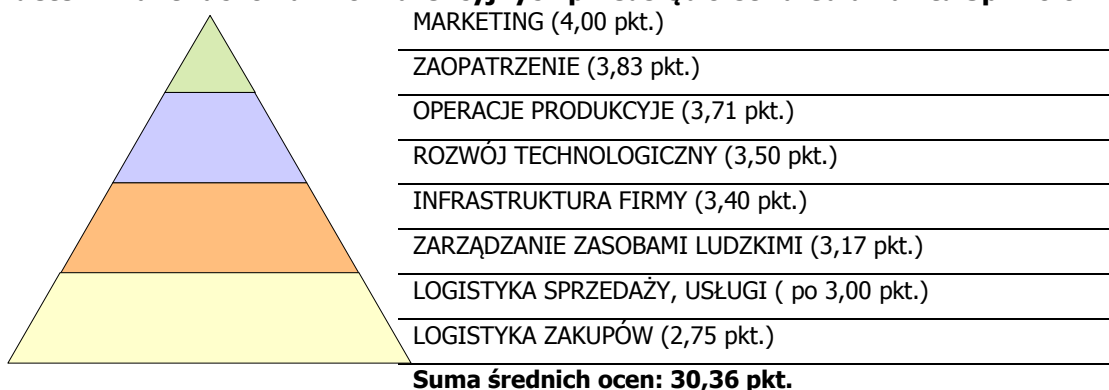 MARKETING (4,00 pkt.)
ZAOPATRZENIE (3,83 pkt.)
OPERACJE PRODUKCYJE (3,71 pkt.)
ROZWÓJ TECHNOLOGICZNY (3,50 pkt.)
INFRASTRUKTURA FIRMY (3,40 pkt.)
ZARZĄDZANIE ZASOBAMI LUDZKIMI (3,17 pkt.)
LOGISTYKA SPRZEDAŻY, USŁUGI ( po 3,00 pkt.)
LOGISTYKA ZAKUPÓW (2,75 pkt.)
Suma średnich ocen: 30,36 pkt.